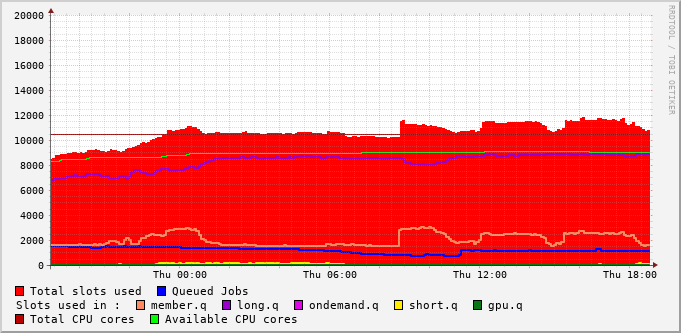 20000
18000
16000
14000
12000
10000
8000
6000
4000
2000
0
Thu 00:00 Thu 06:00 Thu 12:00 Thu 18:00
RRDTOOL / TOBI OETIKER
Total slots used Queued Jobs
Slots used in : member.q long.q ondemand.q short.q gpu.q
Total CPU cores Available CPU cores